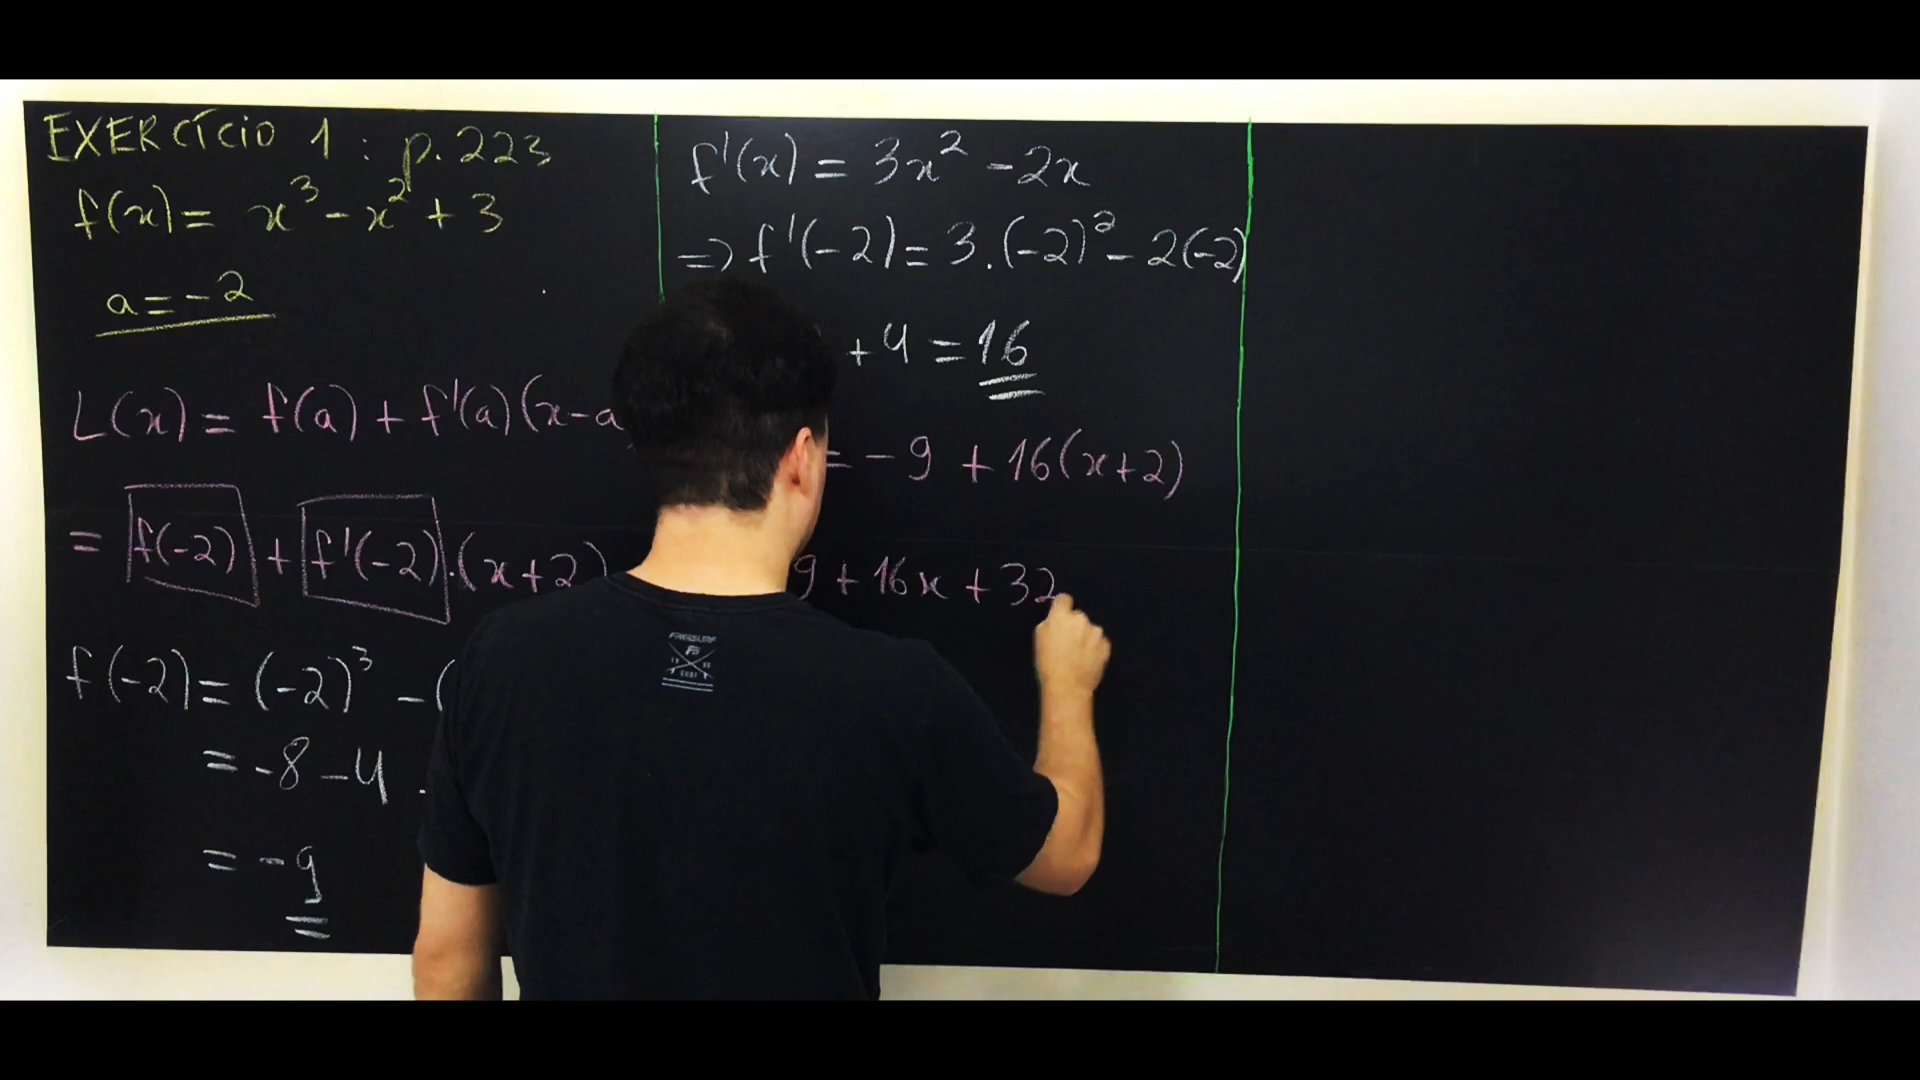 EXERCÍCIO 1 : p.223
f(x) = x³ - x² + 3
a = -2
L(x) = f(a) + f'(a)(x-a
= f(-2) + f'(-2).(x+2)
f(-2) = (-2)³ - (
= -8 - 4
= -9
f'(x) = 3x² - 2x
=> f'(-2) = 3.(-2)² - 2(-2)
+ 4 = 16
= -9 + 16(x+2)
9 + 16x + 32